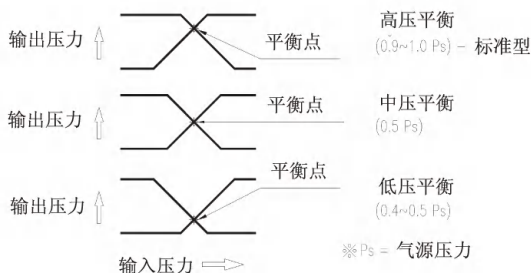 输出压力
平衡点
高压平衡
(0.9~1.0 Ps) - 标准型
输出压力
平衡点
中压平衡
(0.5 Ps)
输出压力
平衡点
低压平衡
(0.4~0.5 Ps)
输入压力
※Ps = 气源压力